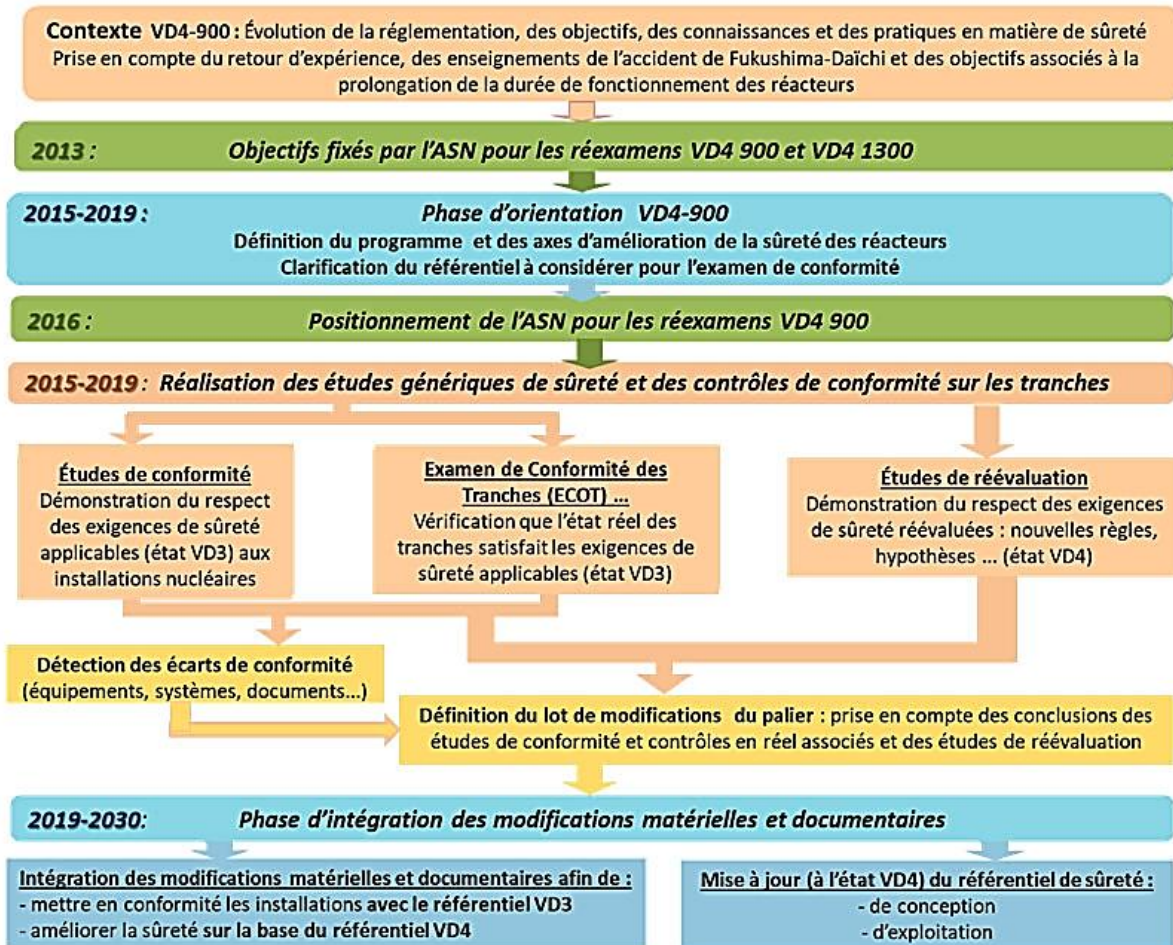 Contexte VD4-900 : Évolution de la réglementation, des objectifs, des connaissances et des pratiques en matière de sûreté
Prise en compte du retour d'expérience, des enseignements de l'accident de Fukushima-Daïchi et des objectifs associés à la
prolongation de la durée de fonctionnement des réacteurs
2013 : Objectifs fixés par l'ASN pour les réexamens VD4 900 et VD4 1300
2015-2019 : Phase d'orientation VD4-900
Définition du programme et des axes d'amélioration de la sûreté des réacteurs
Clarification du référentiel à considérer pour l'examen de conformité
2016 : Positionnement de l'ASN pour les réexamens VD4 900
2015-2019 : Réalisation des études génériques de sûreté et des contrôles de conformité sur les tranches
Études de conformité
Démonstration du respect
des exigences de sûreté
applicables (état VD3) aux
installations nucléaires
Examen de Conformité des
Tranches (ECOT) ...
Vérification que l'état réel des
tranches satisfait les exigences de
sûreté applicables (état VD3)
Études de réévaluation
Démonstration du respect des exigences
de sûreté réévaluées : nouvelles règles,
hypothèses ... (état VD4)
Détection des écarts de conformité
(équipements, systèmes, documents...)
Définition du lot de modifications du palier : prise en compte des conclusions des
études de conformité et contrôles en réel associés et des études de réévaluation
2019-2030: Phase d'intégration des modifications matérielles et documentaires
Intégration des modifications matérielles et documentaires afin de :
- mettre en conformité les installations avec le référentiel VD3
- améliorer la sûreté sur la base du référentiel VD4
Mise à jour (à l'état VD4) du référentiel de sûreté :
- de conception
- d'exploitation